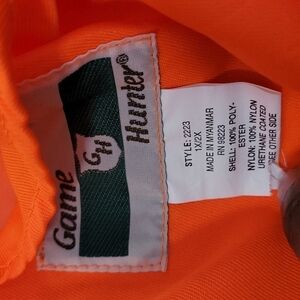 Game
GH
Hunter®
STYLE: 2223
1X/2X
MADE IN MYANMAR
RN 98223
SHELL: 100% POLY-
ESTER
NYLON: 100% NYLON
URETHANE COATED
SEE OTHER SIDE